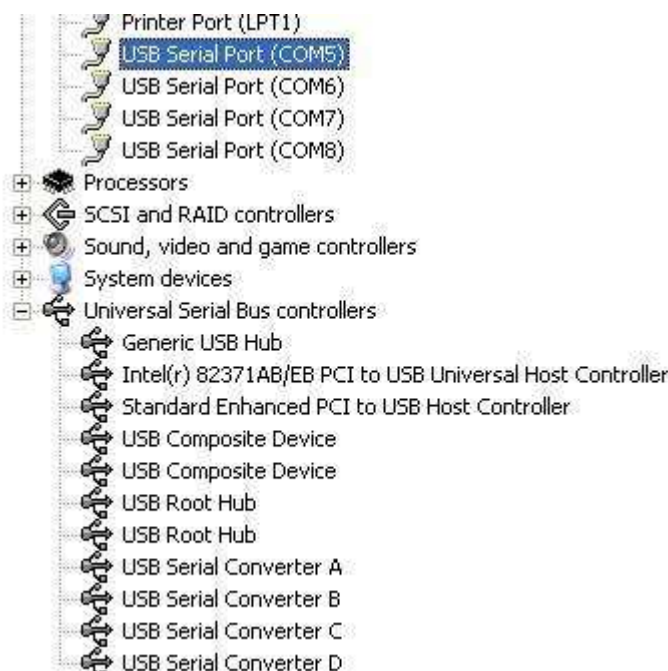 Printer Port (LPT1)
USB Serial Port (COM5)
USB Serial Port (COM6)
USB Serial Port (COM7)
USB Serial Port (COM8)
Processors
SCSI and RAID controllers
Sound, video and game controllers
System devices
Universal Serial Bus controllers
Generic USB Hub
Intel(r) 82371AB/EB PCI to USB Universal Host Controller
Standard Enhanced PCI to USB Host Controller
USB Composite Device
USB Composite Device
USB Root Hub
USB Root Hub
USB Serial Converter A
USB Serial Converter B
USB Serial Converter C
USB Serial Converter D